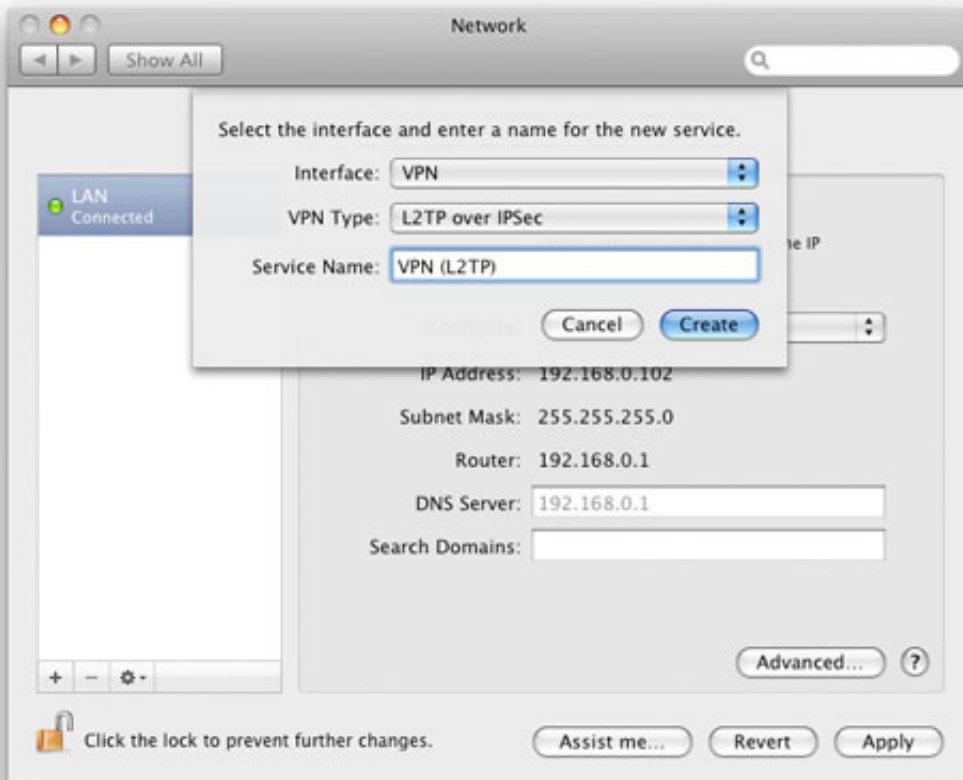 Network
Show All
Select the interface and enter a name for the new service.
Interface: VPN
VPN Type: L2TP over IPSec
Service Name: VPN (L2TP)
Cancel Create
LAN
Connected
IP
IP Address: 192.168.0.102
Subnet Mask: 255.255.255.0
Router: 192.168.0.1
DNS Server: 192.168.0.1
Search Domains:
Advanced... ?
Click the lock to prevent further changes.
Assist me... Revert Apply